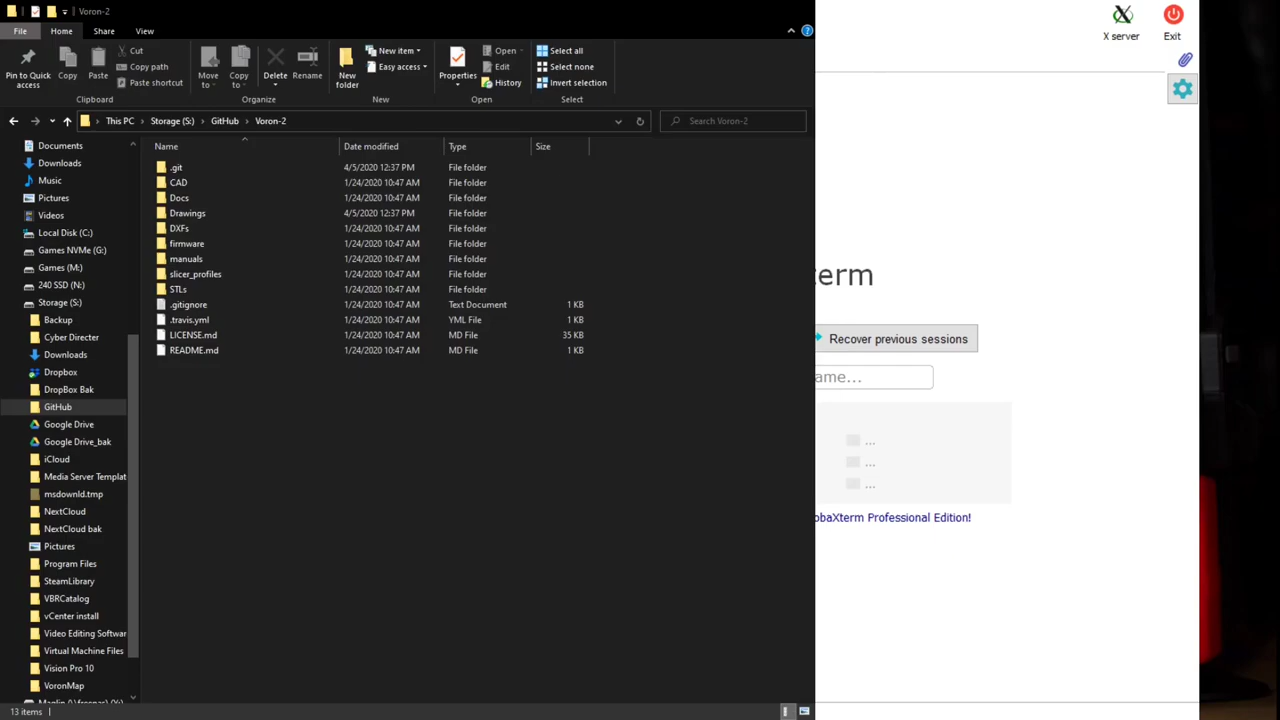 Voron-2
File Home Share View
Pin to Quick access
Copy
Paste
Cut
Copy path
Paste shortcut
Clipboard
Move to
Copy to
Delete
Rename
Organize
New folder
New item
Easy access
New
Properties
Open
Edit
History
Open
Select all
Select none
Invert selection
Select
X server
Exit
This PC > Storage (S:) > GitHub > Voron-2
Search Voron-2
Name Date modified Type Size
.git 4/5/2020 12:37 PM File folder
CAD 1/24/2020 10:47 AM File folder
Docs 1/24/2020 10:47 AM File folder
Drawings 4/5/2020 12:37 PM File folder
DXFs 1/24/2020 10:47 AM File folder
firmware 1/24/2020 10:47 AM File folder
manuals 1/24/2020 10:47 AM File folder
slicer_profiles 1/24/2020 10:47 AM File folder
STLs 1/24/2020 10:47 AM File folder
.gitignore 1/24/2020 10:47 AM Text Document 1 KB
.travis.yml 1/24/2020 10:47 AM YML File 1 KB
LICENSE.md 1/24/2020 10:47 AM MD File 35 KB
README.md 1/24/2020 10:47 AM MD File 1 KB
Documents
Downloads
Music
Pictures
Videos
Local Disk (C:)
Games NVMe (G:)
Games (M:)
240 SSD (N:)
Storage (S:)
Backup
Cyber Directer
Downloads
Dropbox
DropBox Bak
GitHub
Google Drive
Google Drive_bak
iCloud
Media Server Templat
msdownld.tmp
NextCloud
NextCloud bak
Pictures
Program Files
SteamLibrary
VBRCatalog
vCenter install
Video Editing Softwar
Virtual Machine Files
Vision Pro 10
VoronMap
13 items
term
Recover previous sessions
ame...
...
...
...
obaXterm Professional Edition!